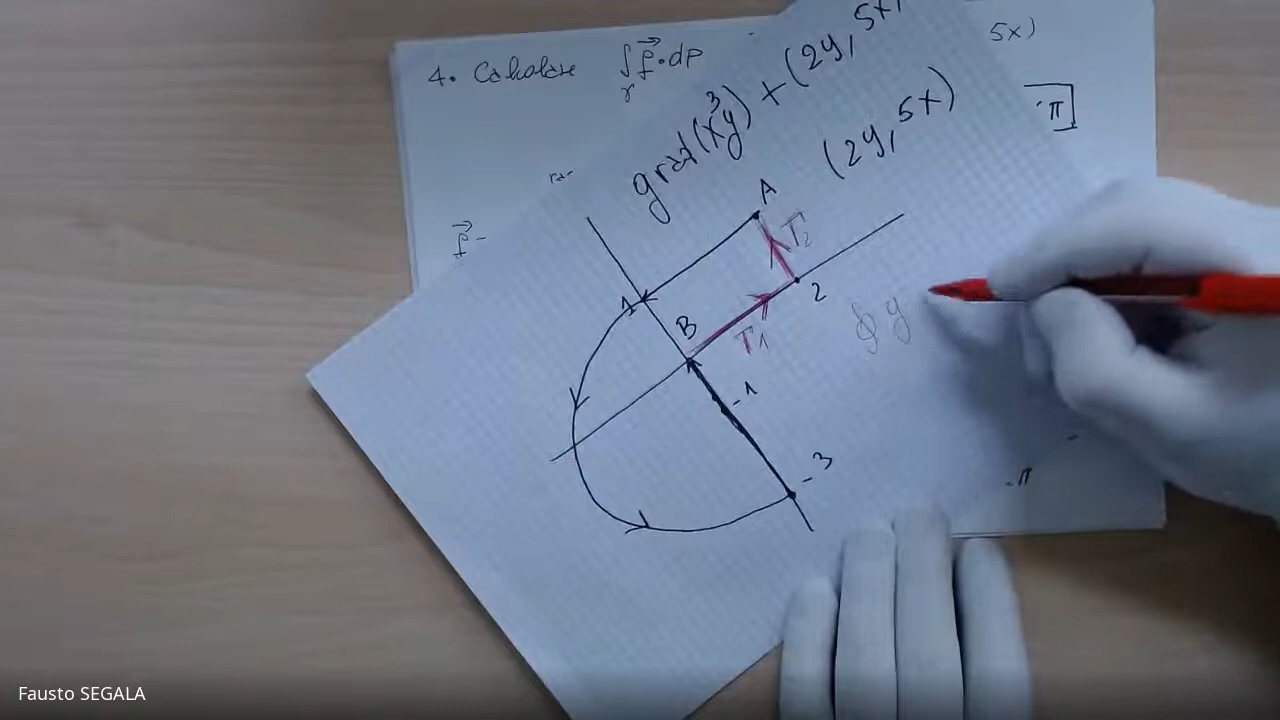 4. Calcolare ∫γ f⃗ · dP
5x)
grad(x³y) + (2y, 5x)
(2y, 5x)
· π]
f⃗ =
A
T2
1
B
2
T1
y
- 1
- 3
- π
Fausto SEGALA